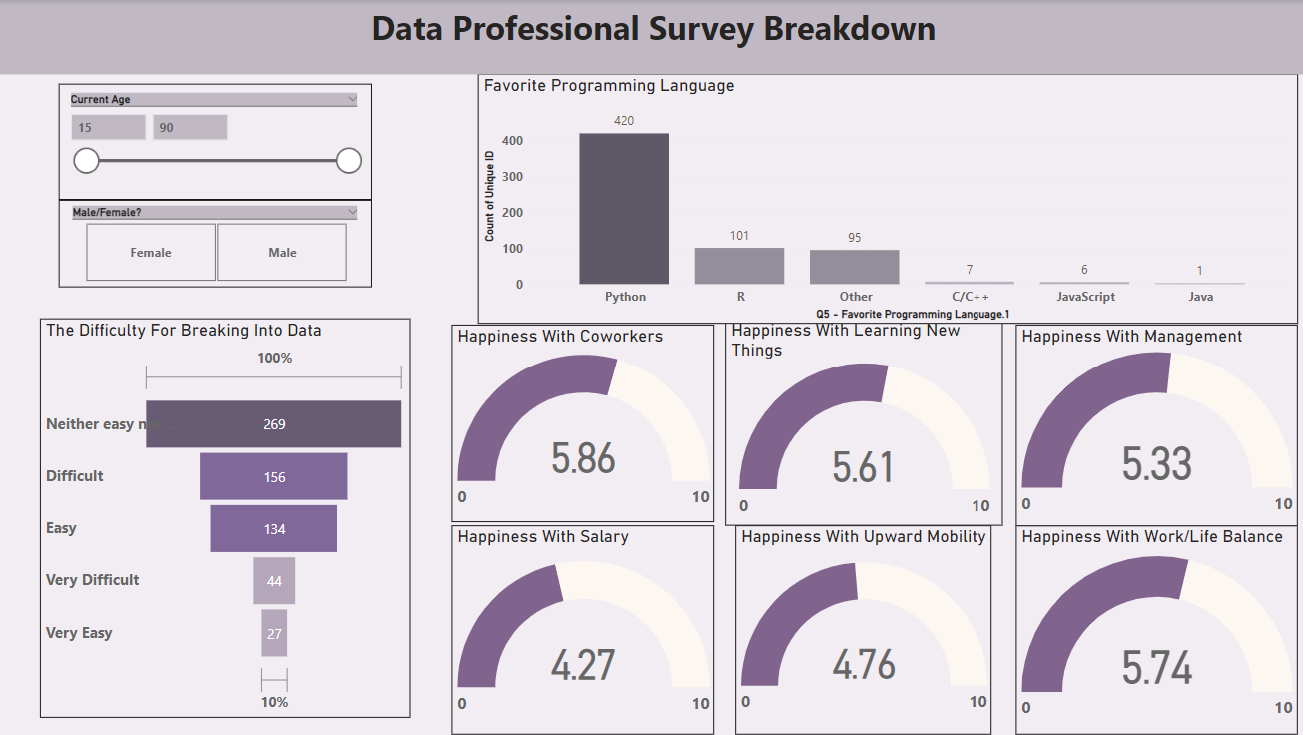 Data Professional Survey Breakdown
Current Age
15
90
Male/Female?
Female
Male
Favorite Programming Language
Count of Unique ID
400
300
200
100
0
420
101
95
7
6
1
Python
R
Other
C/C++
JavaScript
Java
Q5 - Favorite Programming Language.1
The Difficulty For Breaking Into Data
100%
Neither easy n...
269
Difficult
156
Easy
134
Very Difficult
44
Very Easy
27
10%
Happiness With Coworkers
5.86
0
10
Happiness With Learning New
Things
5.61
0
10
Happiness With Management
5.33
0
10
Happiness With Salary
4.27
0
10
Happiness With Upward Mobility
4.76
0
10
Happiness With Work/Life Balance
5.74
0
10